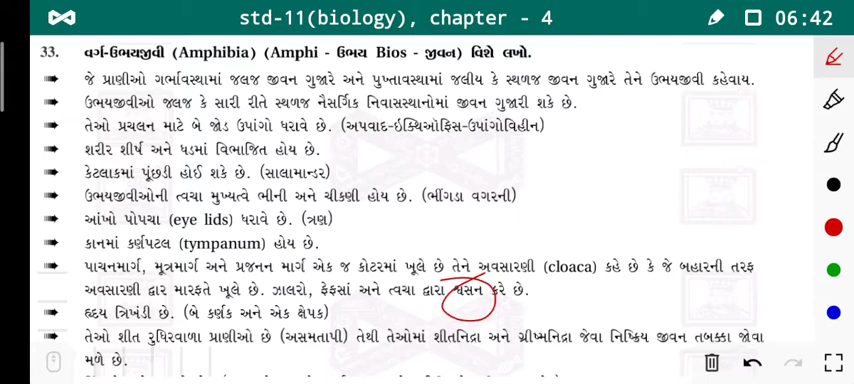 std-11(biology), chapter - 4
06:42
33. વર્ગ-ઉભયજીવી (Amphibia) (Amphi - ઉભય Bios - જીવન) વિશે લખો.
જે પ્રાણીઓ ગર્ભાવસ્થામાં જલજ જીવન ગુજારે અને પુખ્તાવસ્થામાં જલીય કે સ્થળજ જીવન ગુજારે તેને ઉભયજીવી કહેવાય.
ઉભયજીવીઓ જલજ કે સારી રીતે સ્થળજ નૈસર્ગિક નિવાસસ્થાનોમાં જીવન ગુજારી શકે છે.
તેઓ પ્રચલન માટે બે જોડ ઉપાંગો ધરાવે છે. (અપવાદ-ઇક્થિઓફિસ-ઉપાંગોવિહીન)
શરીર શીર્ષ અને ધડમાં વિભાજિત હોય છે.
કેટલાકમાં પૂંછડી હોઈ શકે છે. (સાલામાન્ડર)
ઉભયજીવીઓની ત્વચા મુખ્યત્વે ભીની અને ચીકણી હોય છે. (ભીંગડા વગરની)
આંખો પોપચા (eye lids) ધરાવે છે. (ત્રણ)
કાનમાં કર્ણપટલ (tympanum) હોય છે.
પાચનમાર્ગ, મૂત્રમાર્ગ અને પ્રજનન માર્ગ એક જ કોટરમાં ખૂલે છે તેને અવસારણી (cloaca) કહે છે કે જે બહારની તરફ
અવસારણી દ્વાર મારફતે ખૂલે છે. ઝાલરો, ફેફસાં અને ત્વચા દ્વારા શ્વસન કરે છે.
હૃદય ત્રિખંડી છે. (બે કર્ણક અને એક ક્ષેપક)
તેઓ શીત રુધિરવાળા પ્રાણીઓ છે (અસમતાપી) તેથી તેઓમાં શીતનિદ્રા અને ગ્રીષ્મનિદ્રા જેવા નિષ્ક્રિય જીવન તબક્કા જોવા
મળે છે.